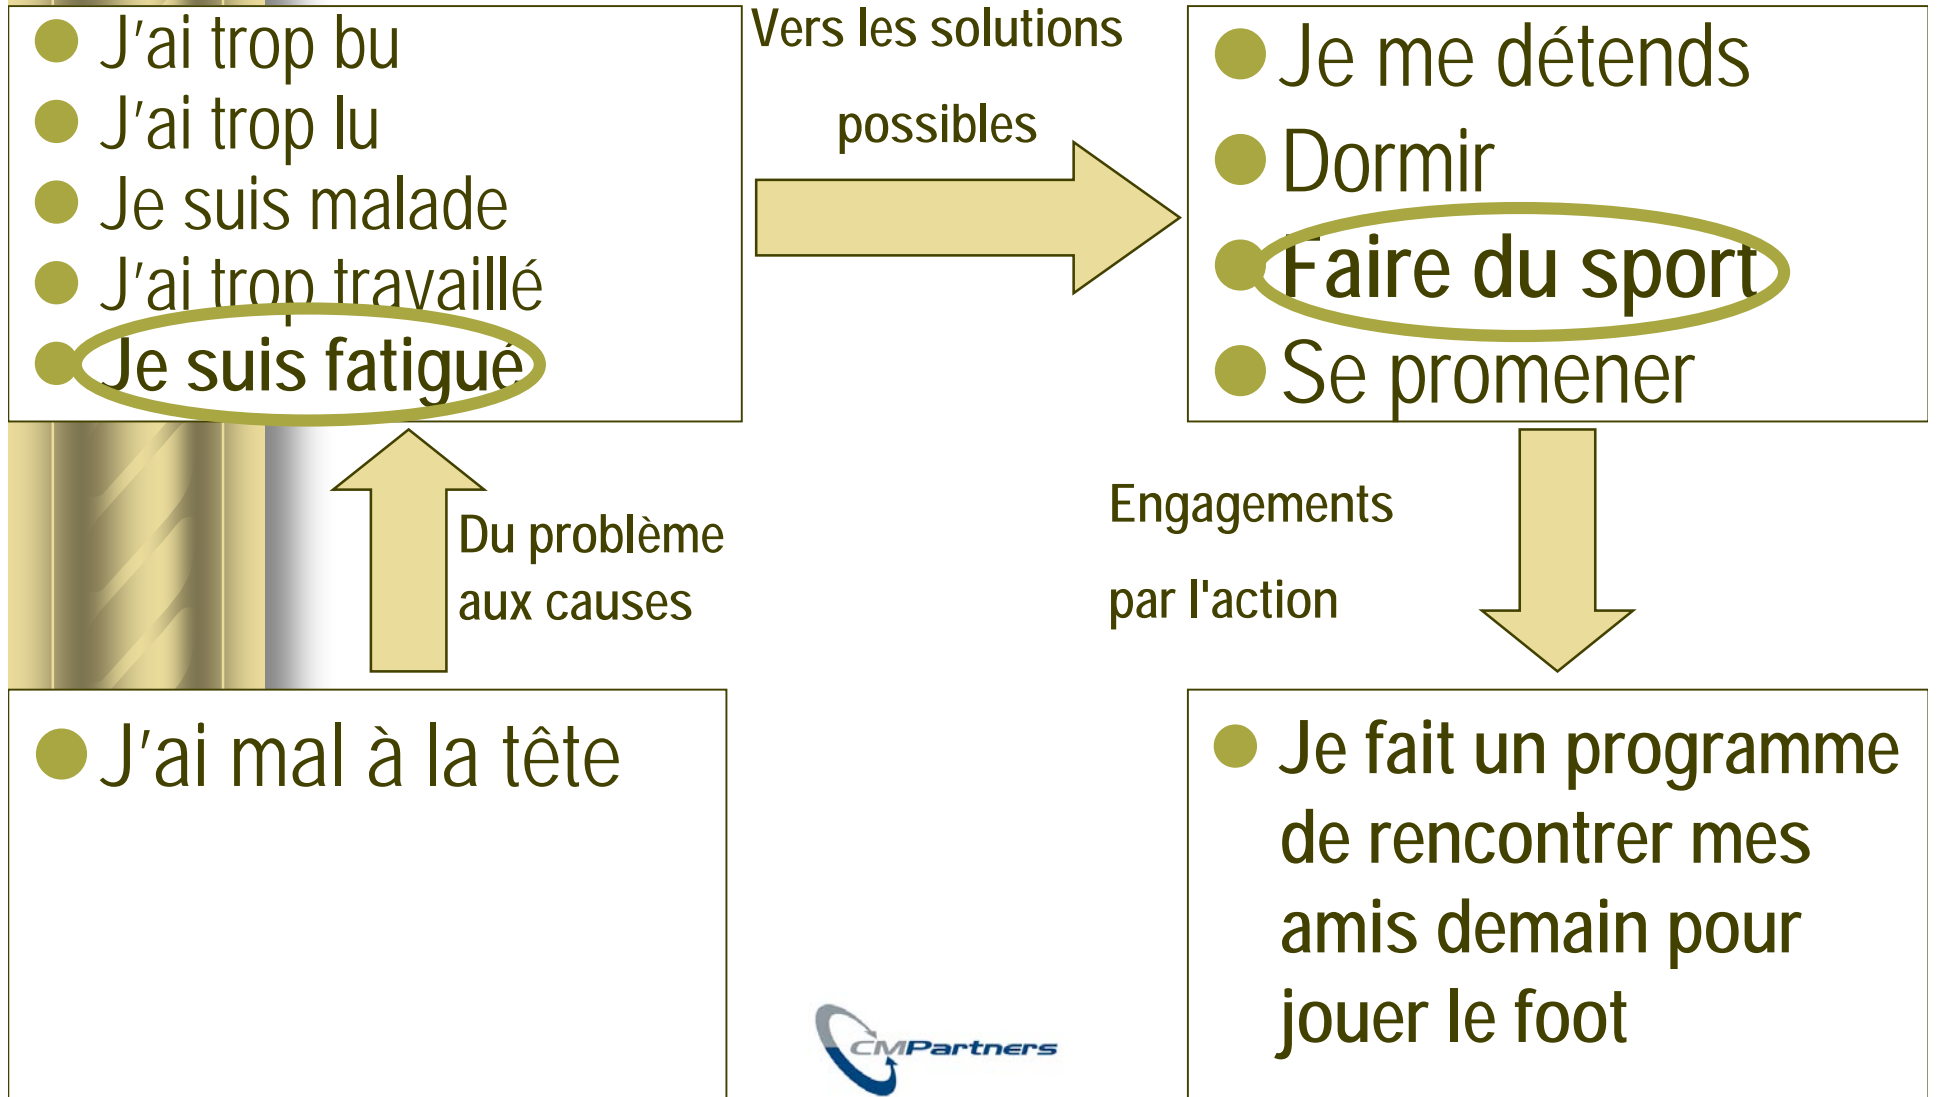 J'ai trop bu
J'ai trop lu
Je suis malade
J'ai trop travaillé
Je suis fatigué
Vers les solutions
possibles
Je me détends
Dormir
Faire du sport
Se promener
Du problème
aux causes
Engagements
par l'action
J'ai mal à la tête
Je fait un programme
de rencontrer mes
amis demain pour
jouer le foot
CMPartners